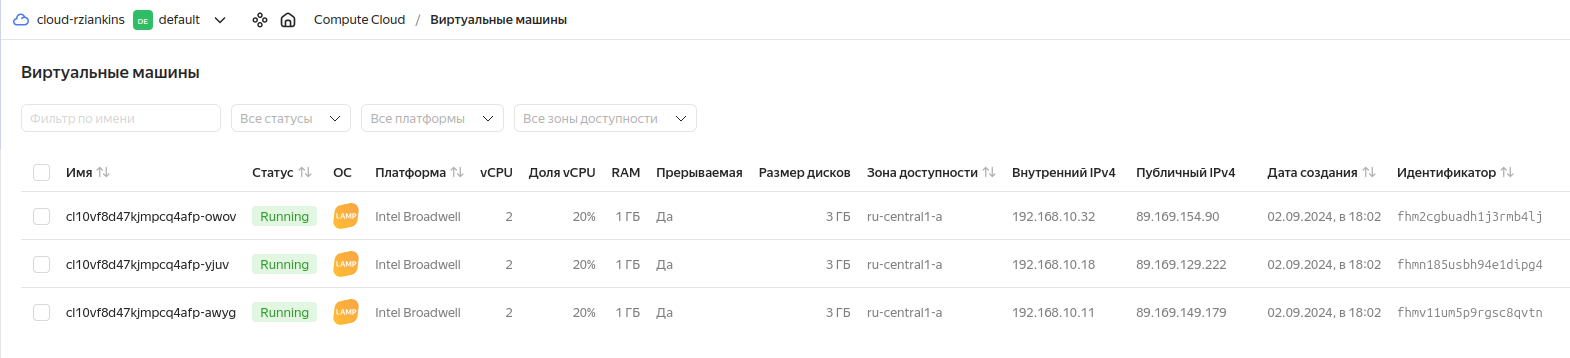 cloud-rziankins DE default Compute Cloud / Виртуальные машины
Виртуальные машины
Фильтр по имени Все статусы Все платформы Все зоны доступности
Имя Статус ОС Платформа vCPU Доля vCPU RAM Прерываемая Размер дисков Зона доступности Внутренний IPv4 Публичный IPv4 Дата создания Идентификатор
cl10vf8d47kjmpcq4afp-owov Running LAMP Intel Broadwell 2 20% 1 ГБ Да 3 ГБ ru-central1-a 192.168.10.32 89.169.154.90 02.09.2024, в 18:02 fhm2cgbuadh1j3rmb4lj
cl10vf8d47kjmpcq4afp-yjuv Running LAMP Intel Broadwell 2 20% 1 ГБ Да 3 ГБ ru-central1-a 192.168.10.18 89.169.129.222 02.09.2024, в 18:02 fhmn185usbh94e1dipg4
cl10vf8d47kjmpcq4afp-awyg Running LAMP Intel Broadwell 2 20% 1 ГБ Да 3 ГБ ru-central1-a 192.168.10.11 89.169.149.179 02.09.2024, в 18:02 fhmv11um5p9rgsc8qvtn